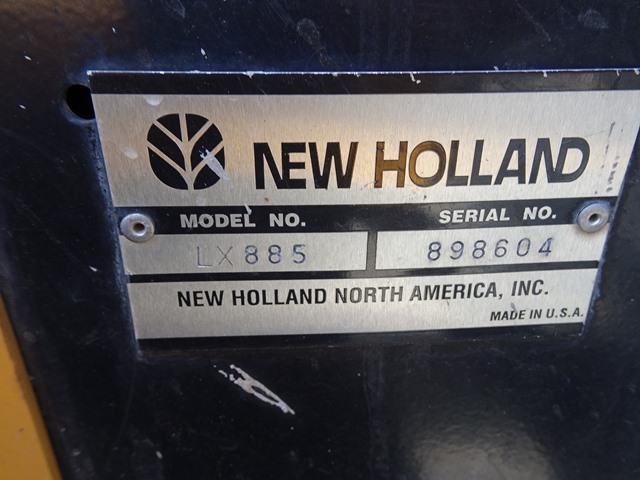 NEW HOLLAND
MODEL NO. SERIAL NO.
LX885 898604
NEW HOLLAND NORTH AMERICA, INC.
MADE IN U.S.A.